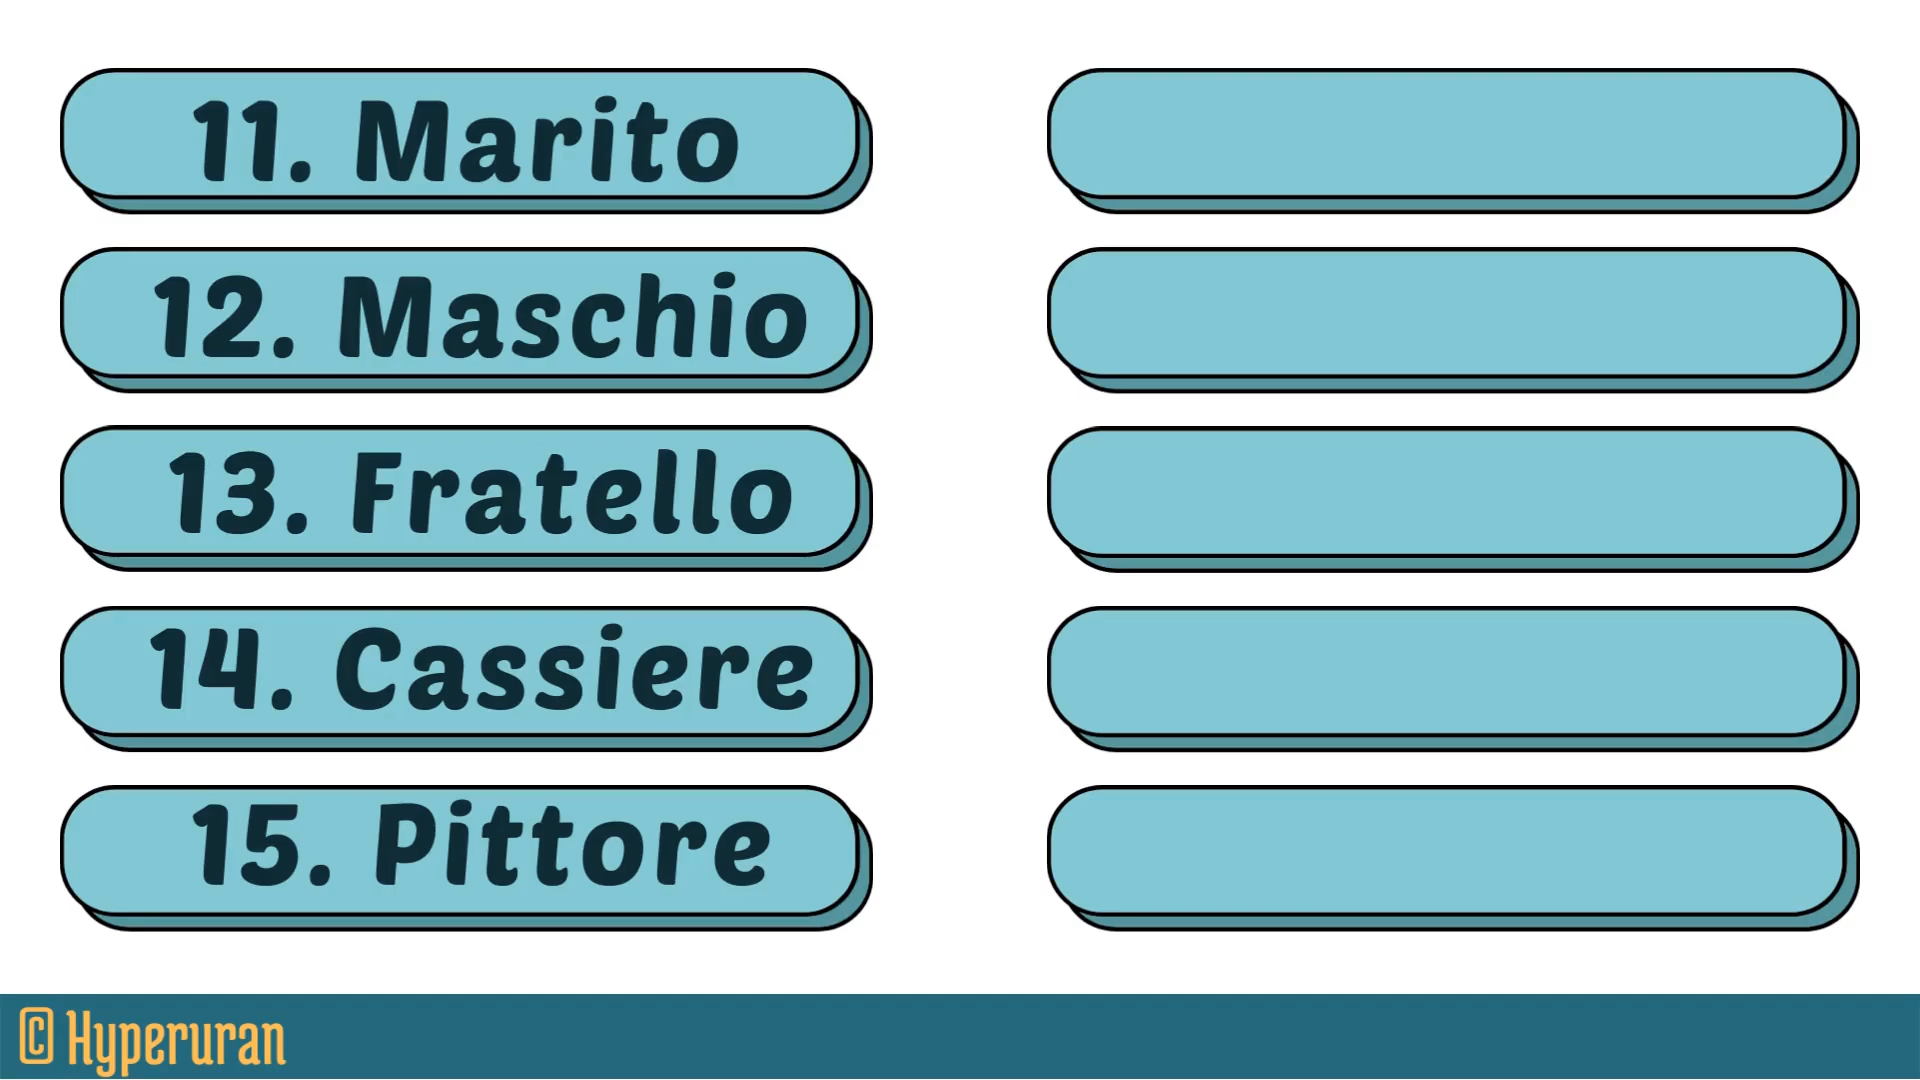 11. Marito
12. Maschio
13. Fratello
14. Cassiere
15. Pittore
© Hyperuran